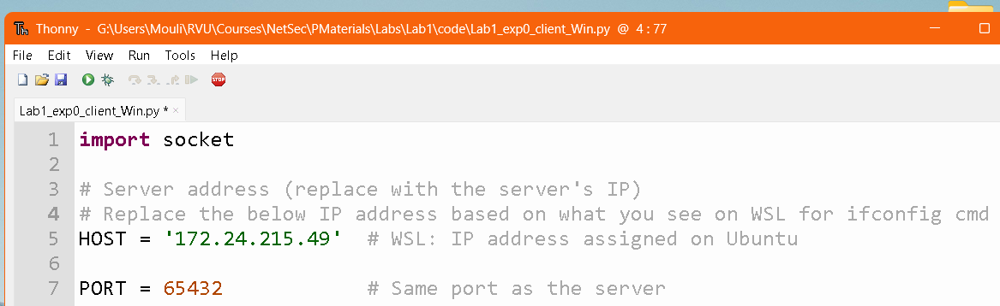 Thonny - G:\Users\Mouli\RVU\Courses\NetSec\PMaterials\Labs\Lab1\code\Lab1_exp0_client_Win.py @ 4:77
File Edit View Run Tools Help
STOP
Lab1_exp0_client_Win.py * ×
1 import socket
2
3 # Server address (replace with the server's IP)
4 # Replace the below IP address based on what you see on WSL for ifconfig cmd
5 HOST = '172.24.215.49' # WSL: IP address assigned on Ubuntu
6
7 PORT = 65432 # Same port as the server